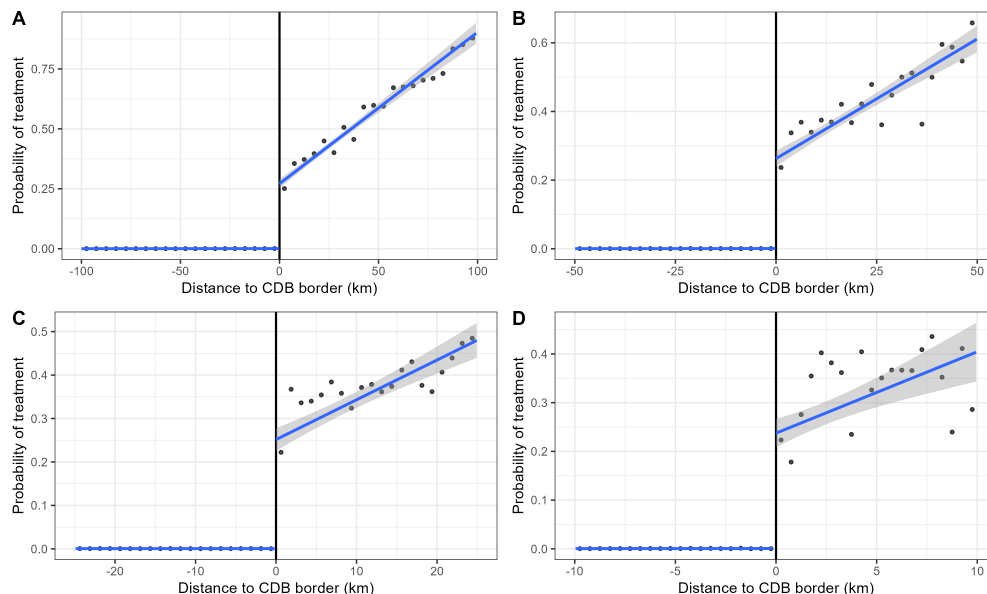 A
Probability of treatment
0.75
0.50
0.25
0.00
-100 -50 0 50 100
Distance to CDB border (km)
B
Probability of treatment
0.6
0.4
0.2
0.0
-50 -25 0 25 50
Distance to CDB border (km)
C
Probability of treatment
0.5
0.4
0.3
0.2
0.1
0.0
-20 -10 0 10 20
Distance to CDB border (km)
D
Probability of treatment
0.4
0.3
0.2
0.1
0.0
-10 -5 0 5 10
Distance to CDB border (km)